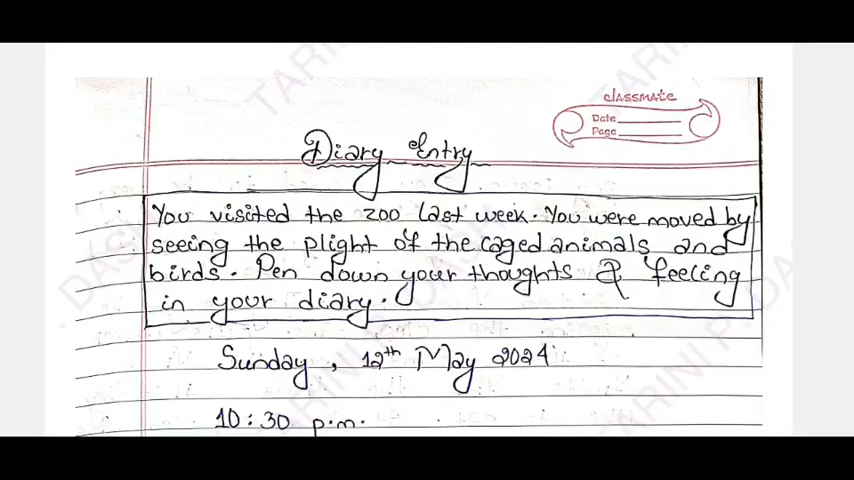 classmate
Date
Page
Diary Entry
You visited the zoo last week. You were moved by
seeing the plight of the caged animals and
birds. Pen down your thoughts & feeling
in your diary.
Sunday, 12th May 2024
10:30 p.m.